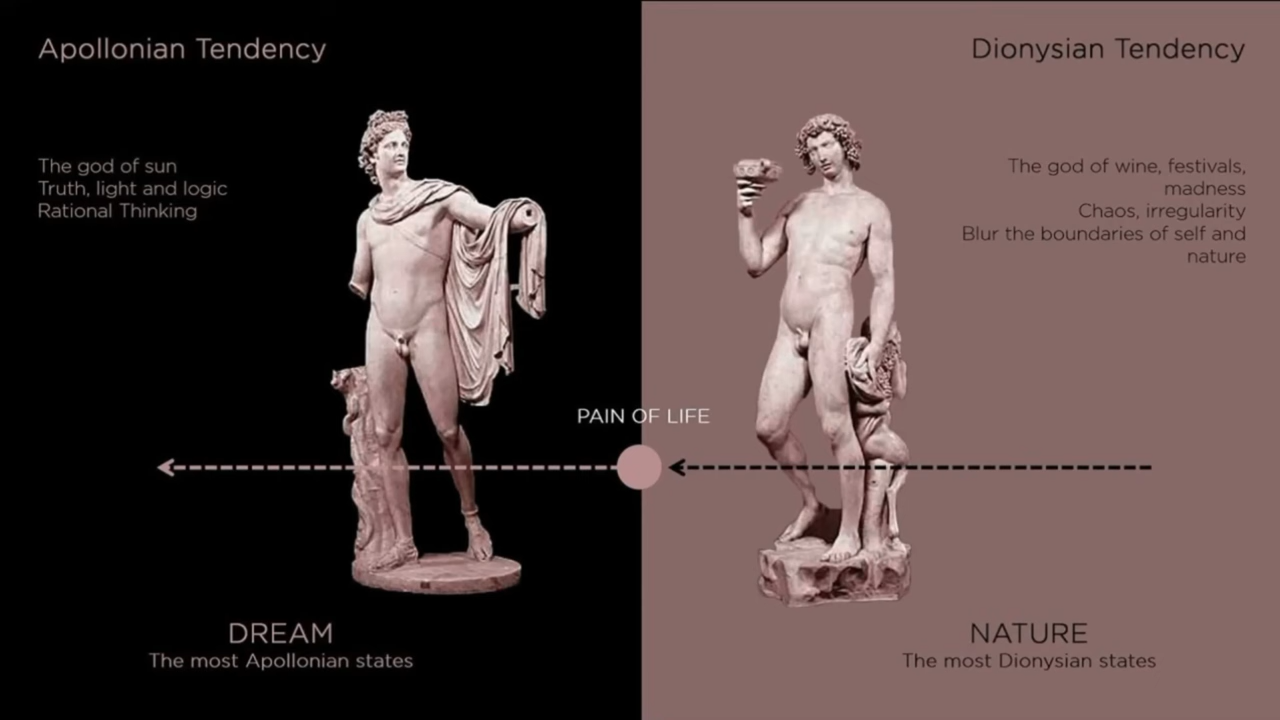 Apollonian Tendency
The god of sun
Truth, light and logic
Rational Thinking
Dionysian Tendency
The god of wine, festivals,
madness
Chaos, irregularity
Blur the boundaries of self and
nature
PAIN OF LIFE
DREAM
The most Apollonian states
NATURE
The most Dionysian states